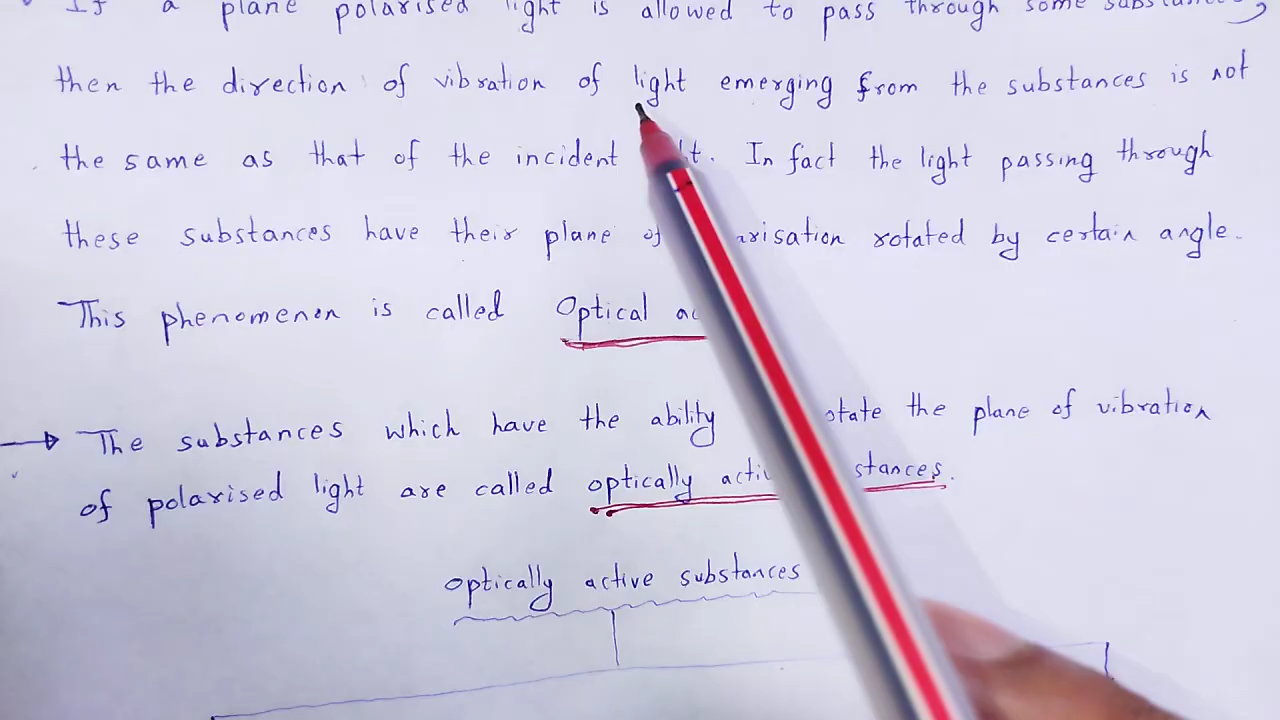 If a plane polarised light is allowed to pass through some
then the direction of vibration of light emerging from the substances is not
the same as that of the incident. In fact the light passing through
these substances have their plane of rotated by certain angle.
This phenomenon is called Optical
The substances which have the ability the plane of vibration
of polarised light are called optically
optically active substances